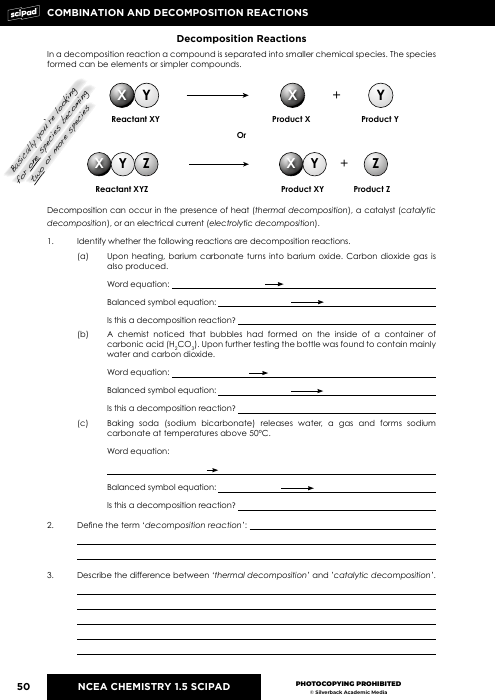 scipad COMBINATION AND DECOMPOSITION REACTIONS
Decomposition Reactions
In a decomposition reaction a compound is separated into smaller chemical species. The species
formed can be elements or simpler compounds.
Basically you're looking
for one species becoming
two or more species
X Y X + Y
Reactant XY Product X Product Y
Or
X Y Z X Y + Z
Reactant XYZ Product XY Product Z
Decomposition can occur in the presence of heat (thermal decomposition), a catalyst (catalytic
decomposition), or an electrical current (electrolytic decomposition).
1. Identify whether the following reactions are decomposition reactions.
(a) Upon heating, barium carbonate turns into barium oxide. Carbon dioxide gas is
also produced.
Word equation:
Balanced symbol equation:
Is this a decomposition reaction?
(b) A chemist noticed that bubbles had formed on the inside of a container of
carbonic acid (H₂CO₃). Upon further testing the bottle was found to contain mainly
water and carbon dioxide.
Word equation:
Balanced symbol equation:
Is this a decomposition reaction?
(c) Baking soda (sodium bicarbonate) releases water, a gas and forms sodium
carbonate at temperatures above 50°C.
Word equation:
Balanced symbol equation:
Is this a decomposition reaction?
2. Define the term 'decomposition reaction':
3. Describe the difference between 'thermal decomposition' and 'catalytic decomposition'.
50 NCEA CHEMISTRY 1.5 SCIPAD PHOTOCOPYING PROHIBITED
© Silverback Academic Media